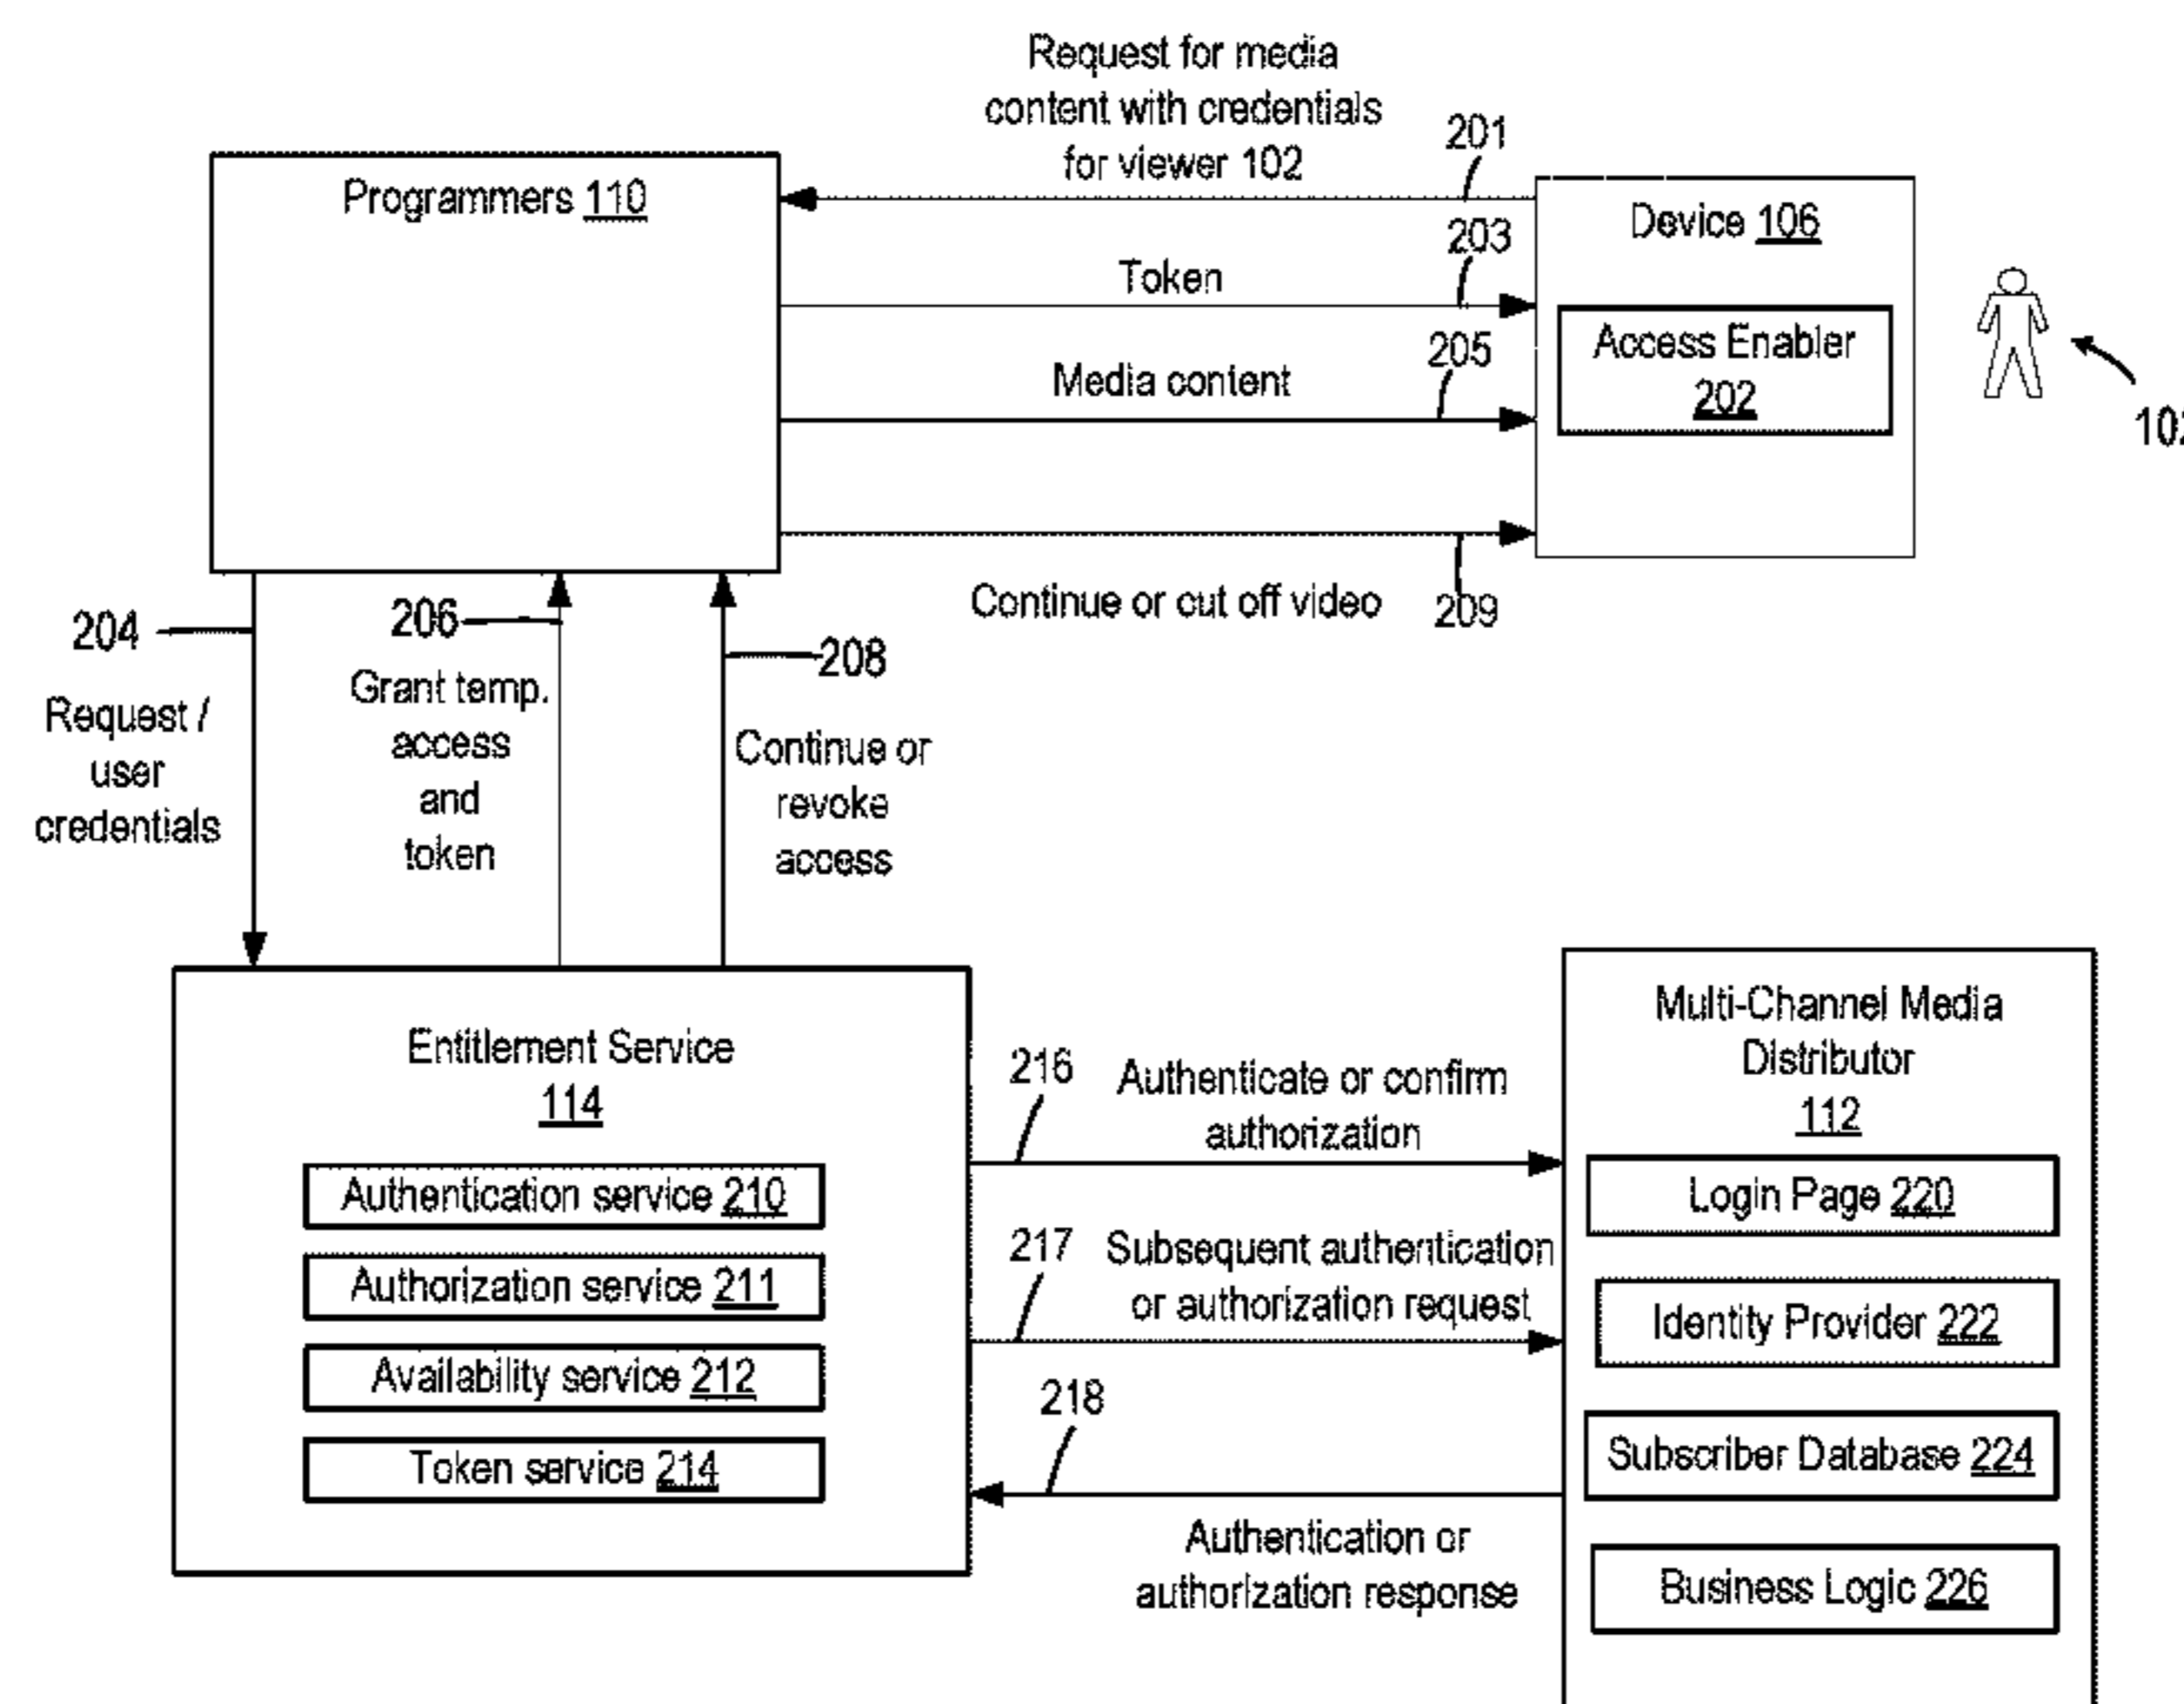 Request for media
content with credentials
for viewer 102
201
Programmers 110
Device 106
203
Token
Access Enabler
202
205
Media content
204
206
208
Continue or cut off video
209
Request /
user
credentials
Grant temp.
access
and
token
Continue or
revoke
access
Entitlement Service
114
Authentication service 210
Authorization service 211
Availability service 212
Token service 214
216
Authenticate or confirm
authorization
217
Subsequent authentication
or authorization request
218
Authentication or
authorization response
Multi-Channel Media
Distributor
112
Login Page 220
Identity Provider 222
Subscriber Database 224
Business Logic 226